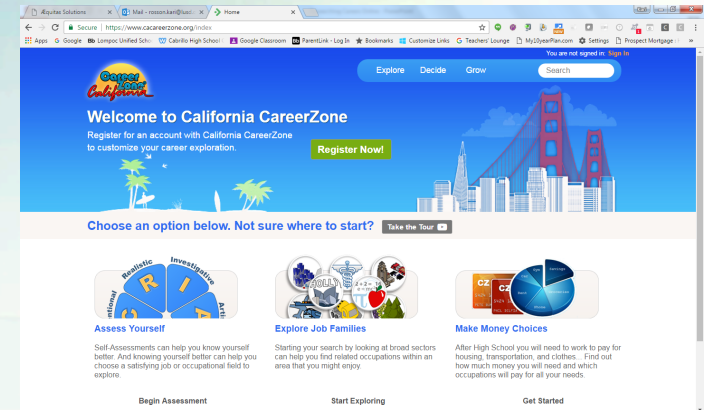 Æquitas Solutions
Home
Secure | https://www.cacareerzone.org/index
Apps
Google
Lompoc Unified Scho
Cabrillo High School
Google Classroom
ParentLink - Log In
Bookmarks
Customize Links
Teachers' Lounge
My10yearPlan.com
Settings
Prospect Mortgage
You are not signed in: Sign In
Explore Decide Grow
Search
Career
Zone
California
Welcome to California CareerZone
Register for an account with California CareerZone
to customize your career exploration.
Register Now!
Choose an option below. Not sure where to start?
Take the Tour
Realistic
Investigative
R
I
HOLLY
2 + 2 =
CZ
CZ
Assess Yourself
Self-Assessments can help you know yourself
better. And knowing yourself better can help you
choose a satisfying job or occupational field to
explore.
Begin Assessment
Explore Job Families
Starting your search by looking at broad sectors
can help you find related occupations within an
area that you might enjoy.
Start Exploring
Make Money Choices
After High School you will need to work to pay for
housing, transportation, and clothes... Find out
how much money you will need and which
occupations will pay for all your needs.
Get Started